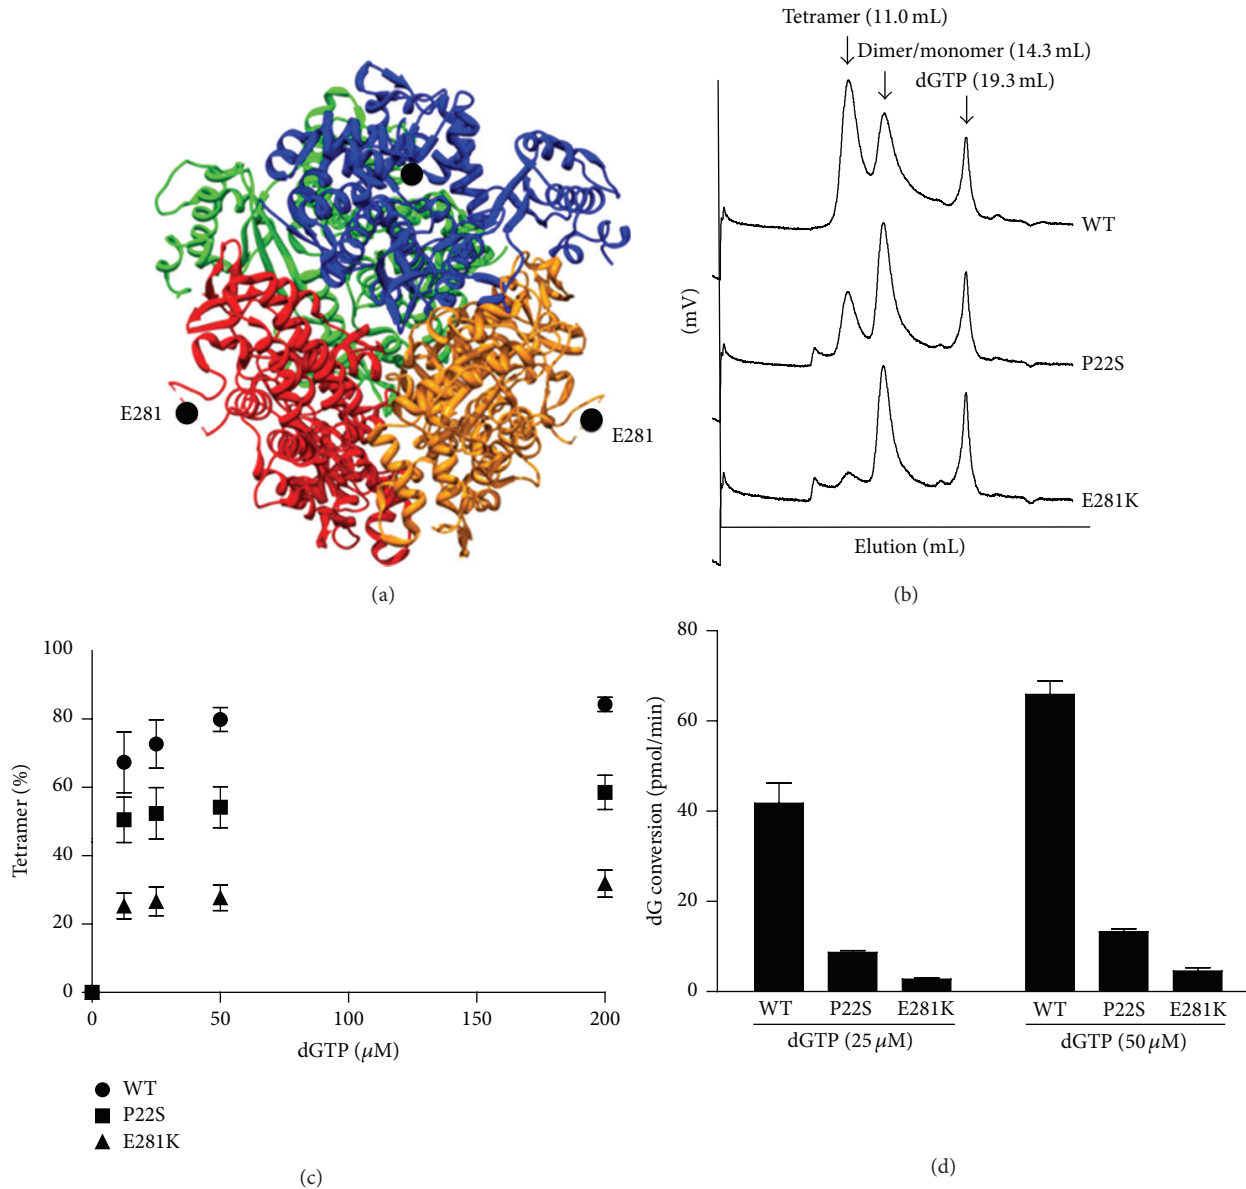 E281
E281
(a)
Tetramer (11.0 mL)
Dimer/monomer (14.3 mL)
dGTP (19.3 mL)
(mV)
WT
P22S
E281K
Elution (mL)
(b)
100
80
60
40
20
0
Tetramer (%)
0 50 100 150 200
dGTP (μM)
WT
P22S
E281K
(c)
80
60
40
20
0
dG conversion (pmol/min)
WT P22S E281K WT P22S E281K
dGTP (25 μM) dGTP (50 μM)
(d)